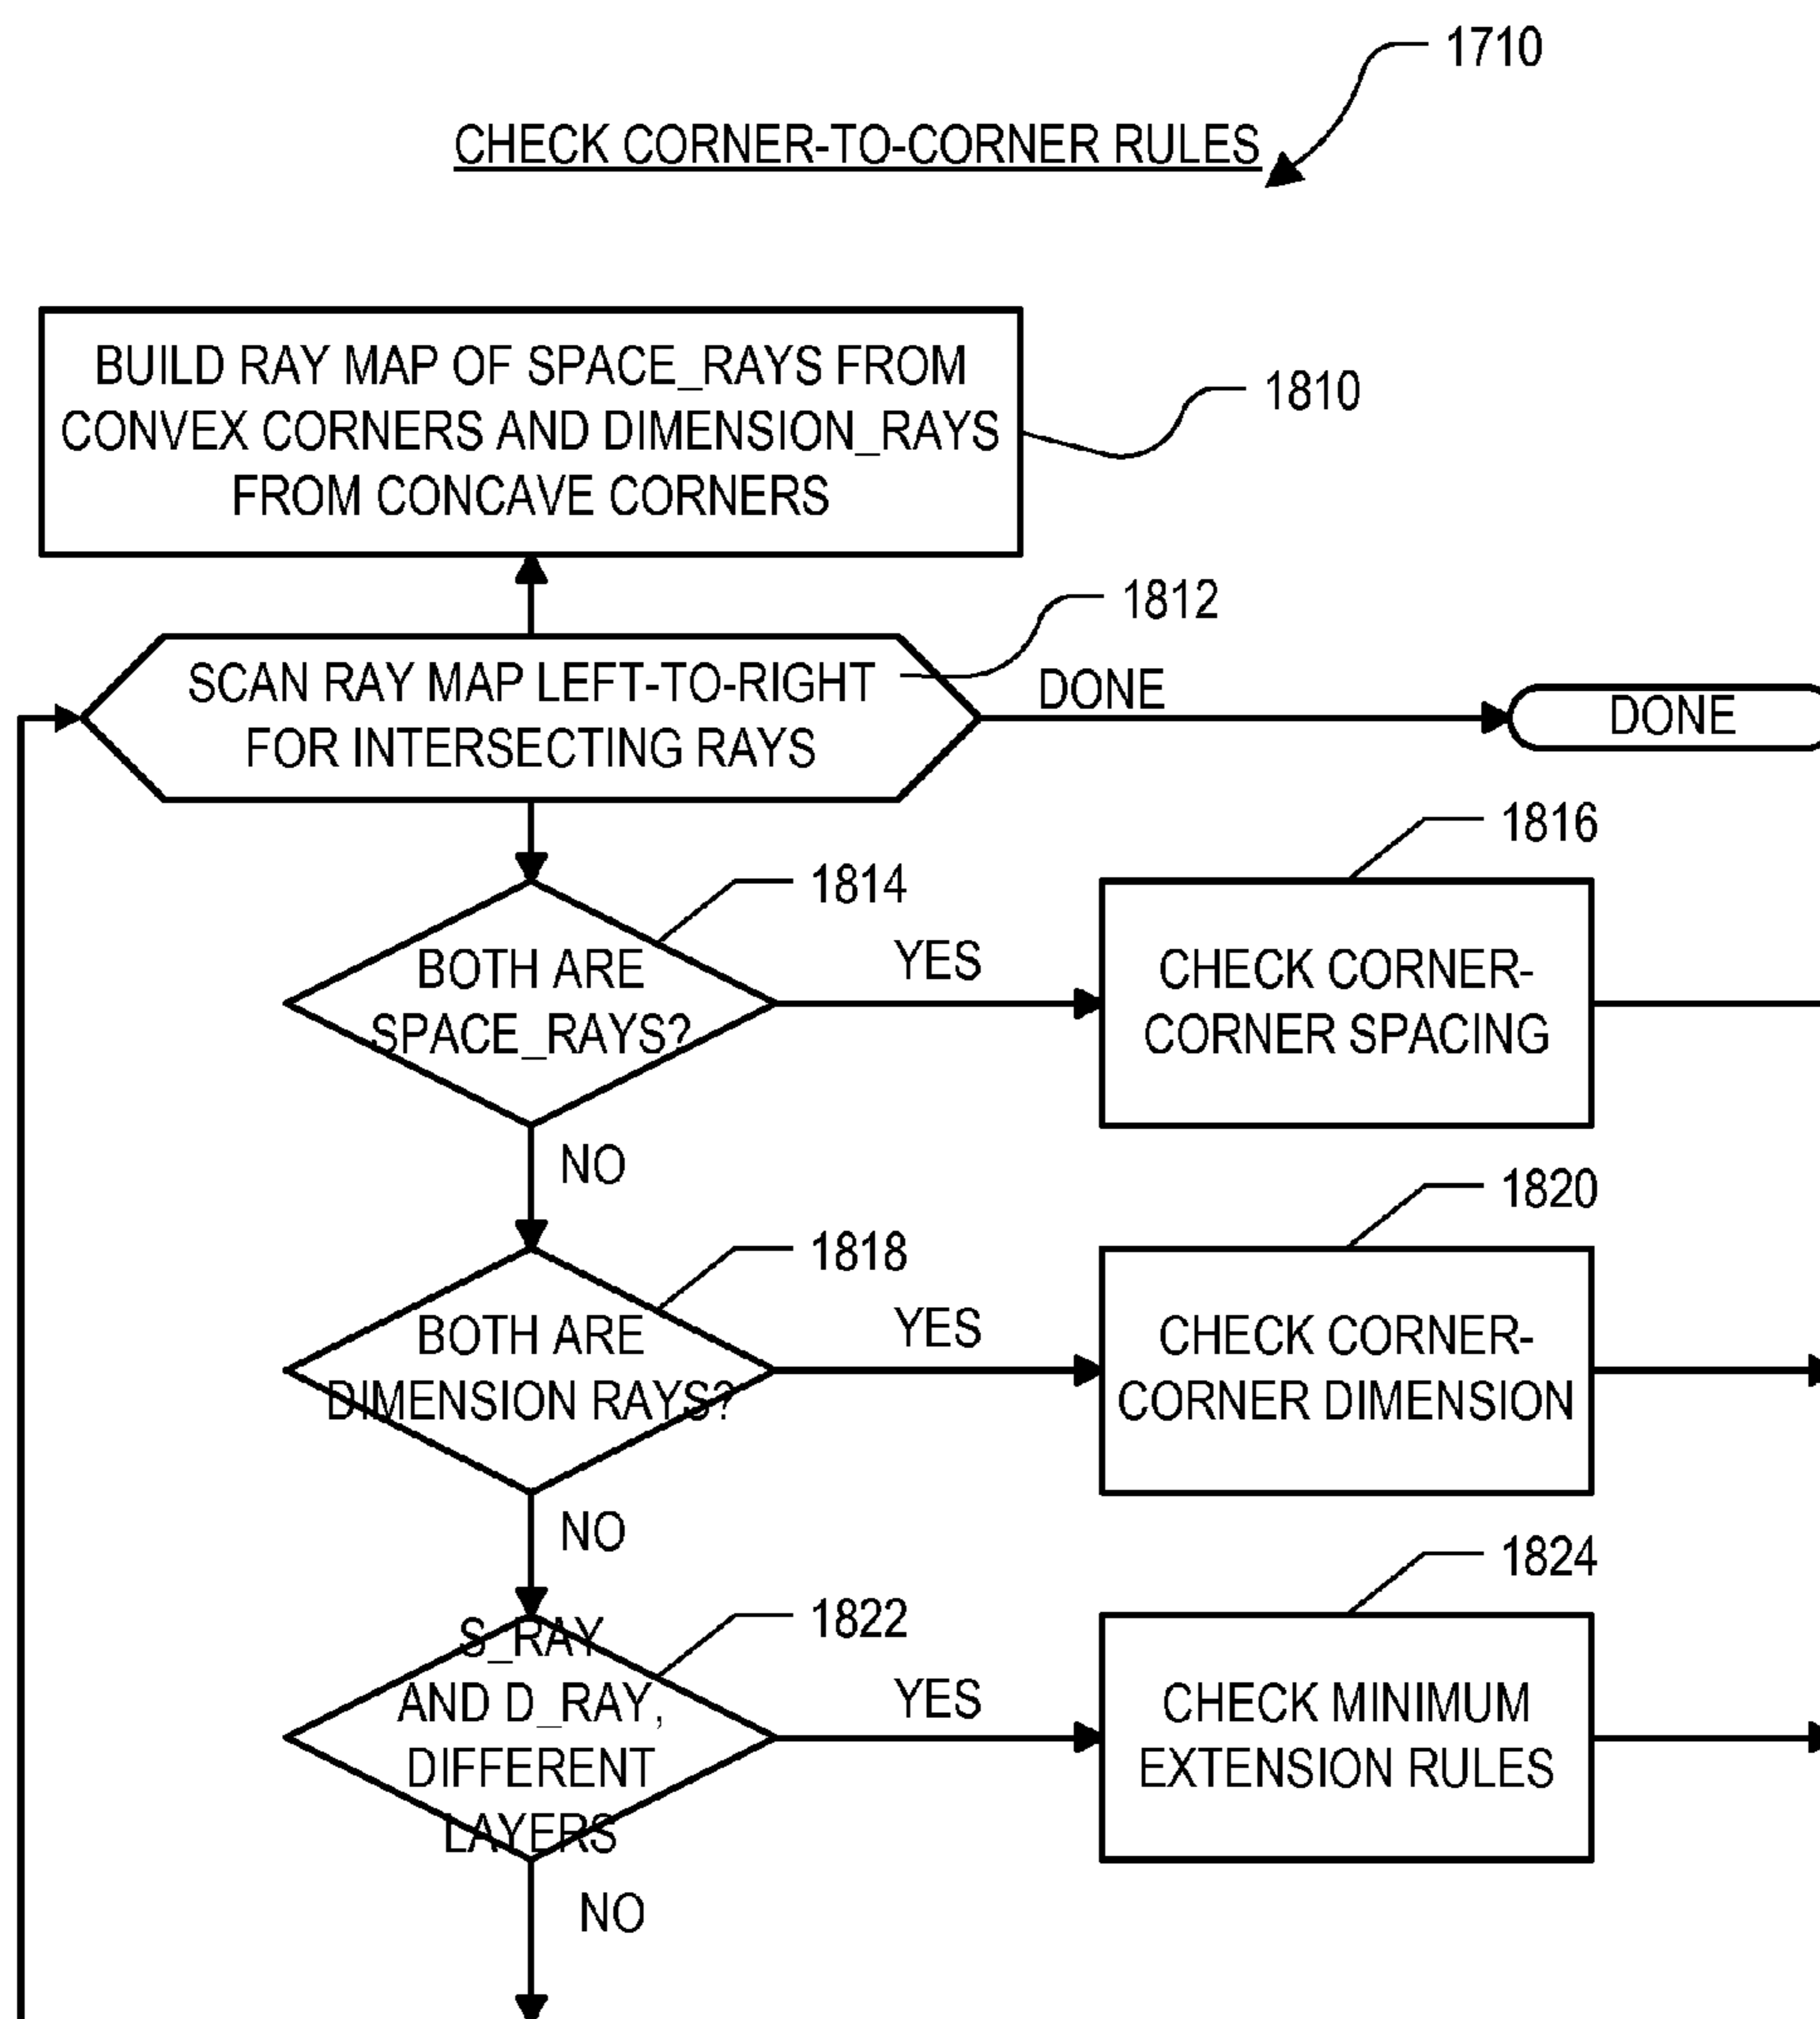 1710
CHECK CORNER-TO-CORNER RULES
BUILD RAY MAP OF SPACE_RAYS FROM
CONVEX CORNERS AND DIMENSION_RAYS
FROM CONCAVE CORNERS
1810
1812
SCAN RAY MAP LEFT-TO-RIGHT
FOR INTERSECTING RAYS
DONE
DONE
1814
BOTH ARE
SPACE_RAYS?
YES
1816
CHECK CORNER-
CORNER SPACING
NO
1818
BOTH ARE
DIMENSION RAYS?
YES
1820
CHECK CORNER-
CORNER DIMENSION
NO
1822
S_RAY
AND D_RAY,
DIFFERENT
LAYERS
YES
1824
CHECK MINIMUM
EXTENSION RULES
NO